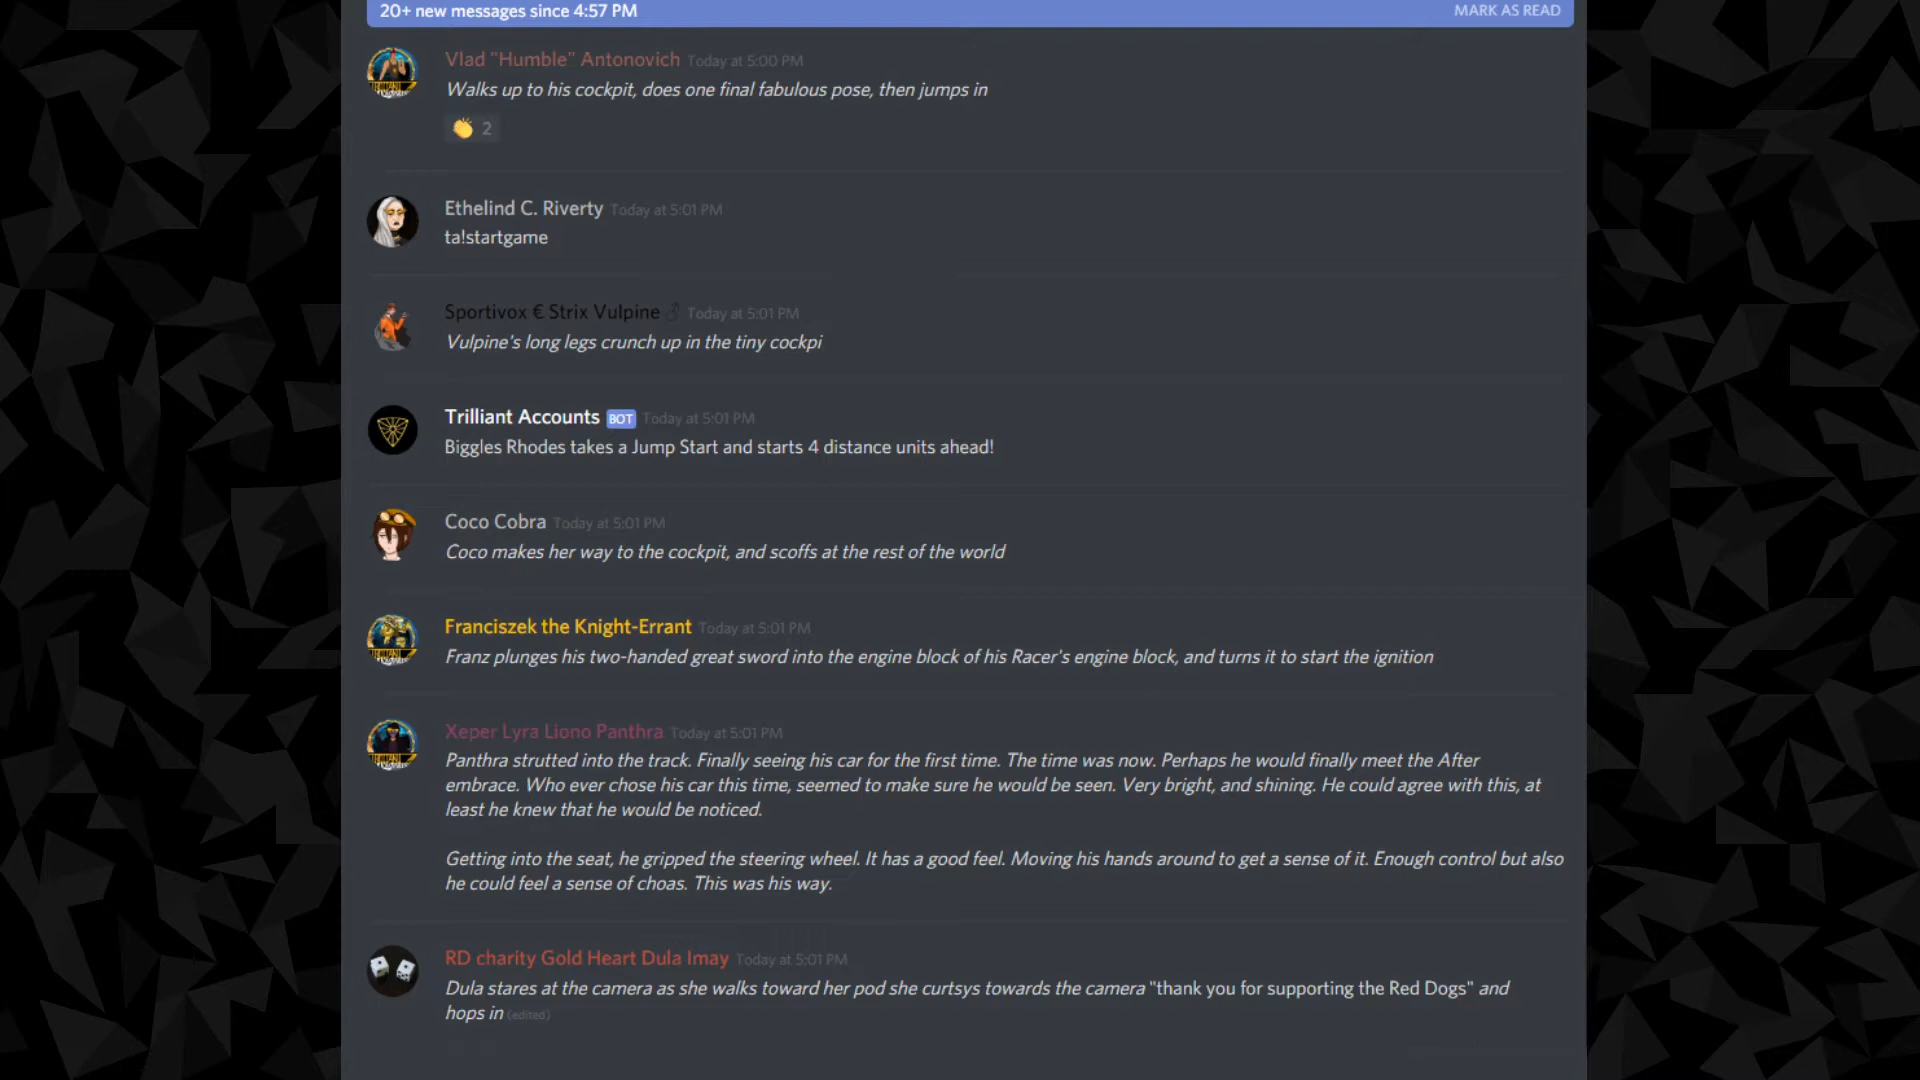 20+ new messages since 4:57 PM
MARK AS READ
Vlad "Humble" Antonovich Today at 5:00 PM
Walks up to his cockpit, does one final fabulous pose, then jumps in
👏 2
Ethelind C. Riverty Today at 5:01 PM
ta!startgame
Sportivox € Strix Vulpine Today at 5:01 PM
Vulpine's long legs crunch up in the tiny cockpi
Trilliant Accounts BOT Today at 5:01 PM
Biggles Rhodes takes a Jump Start and starts 4 distance units ahead!
Coco Cobra Today at 5:01 PM
Coco makes her way to the cockpit, and scoffs at the rest of the world
Franciszek the Knight-Errant Today at 5:01 PM
Franz plunges his two-handed great sword into the engine block of his Racer's engine block, and turns it to start the ignition
Xeper Lyra Liono Panthra Today at 5:01 PM
Panthra strutted into the track. Finally seeing his car for the first time. The time was now. Perhaps he would finally meet the After
embrace. Who ever chose his car this time, seemed to make sure he would be seen. Very bright, and shining. He could agree with this, at
least he knew that he would be noticed.
Getting into the seat, he gripped the steering wheel. It has a good feel. Moving his hands around to get a sense of it. Enough control but also
he could feel a sense of choas. This was his way.
RD charity Gold Heart Dula Imay Today at 5:01 PM
Dula stares at the camera as she walks toward her pod she curtsys towards the camera "thank you for supporting the Red Dogs" and
hops in (edited)